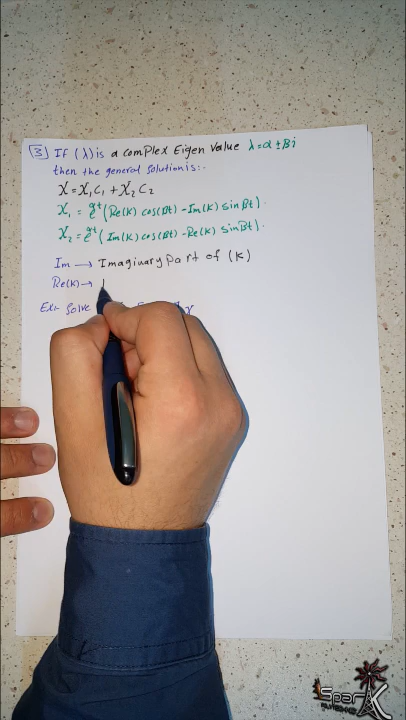 3 If (λ) is a complex Eigen value λ=α±βi
then the general solution is:-
X = X₁C₁ + X₂C₂
X₁ = e^αt (Re(K) cos(βt) - Im(K) sin βt).
X₂ = e^αt (Im(K) cos(βt) - Re(K) sin βt).
Im → Imaginary Part of (K)
Re(K) →
Ex:- Solve
Spark